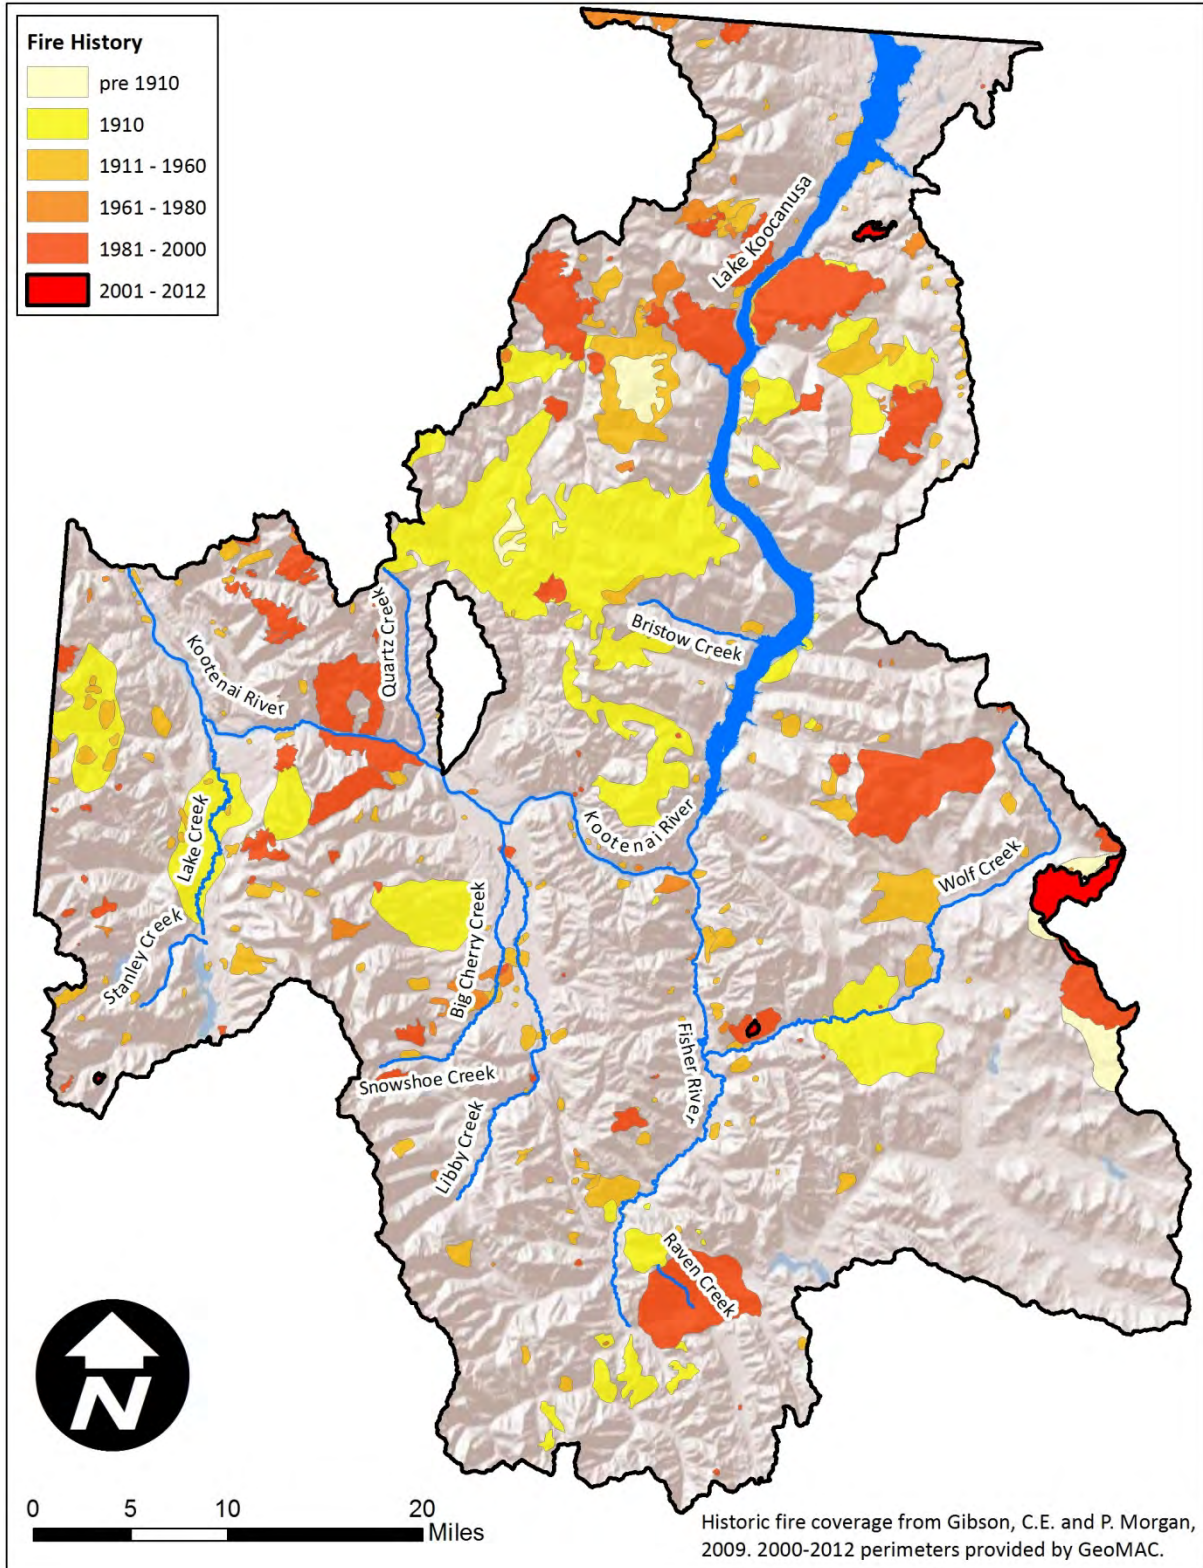 Fire History
pre 1910
1910
1911 - 1960
1961 - 1980
1981 - 2000
2001 - 2012
Lake Koocanusa
Quartz Creek
Bristow Creek
Kootenai River
Lake Creek
Kootenai River
Wolf Creek
Stanley Creek
Big Cherry Creek
Snowshoe Creek
Fisher River
Libby Creek
Raven Creek
N
0 5 10 20
Miles
Historic fire coverage from Gibson, C.E. and P. Morgan,
2009. 2000-2012 perimeters provided by GeoMAC.